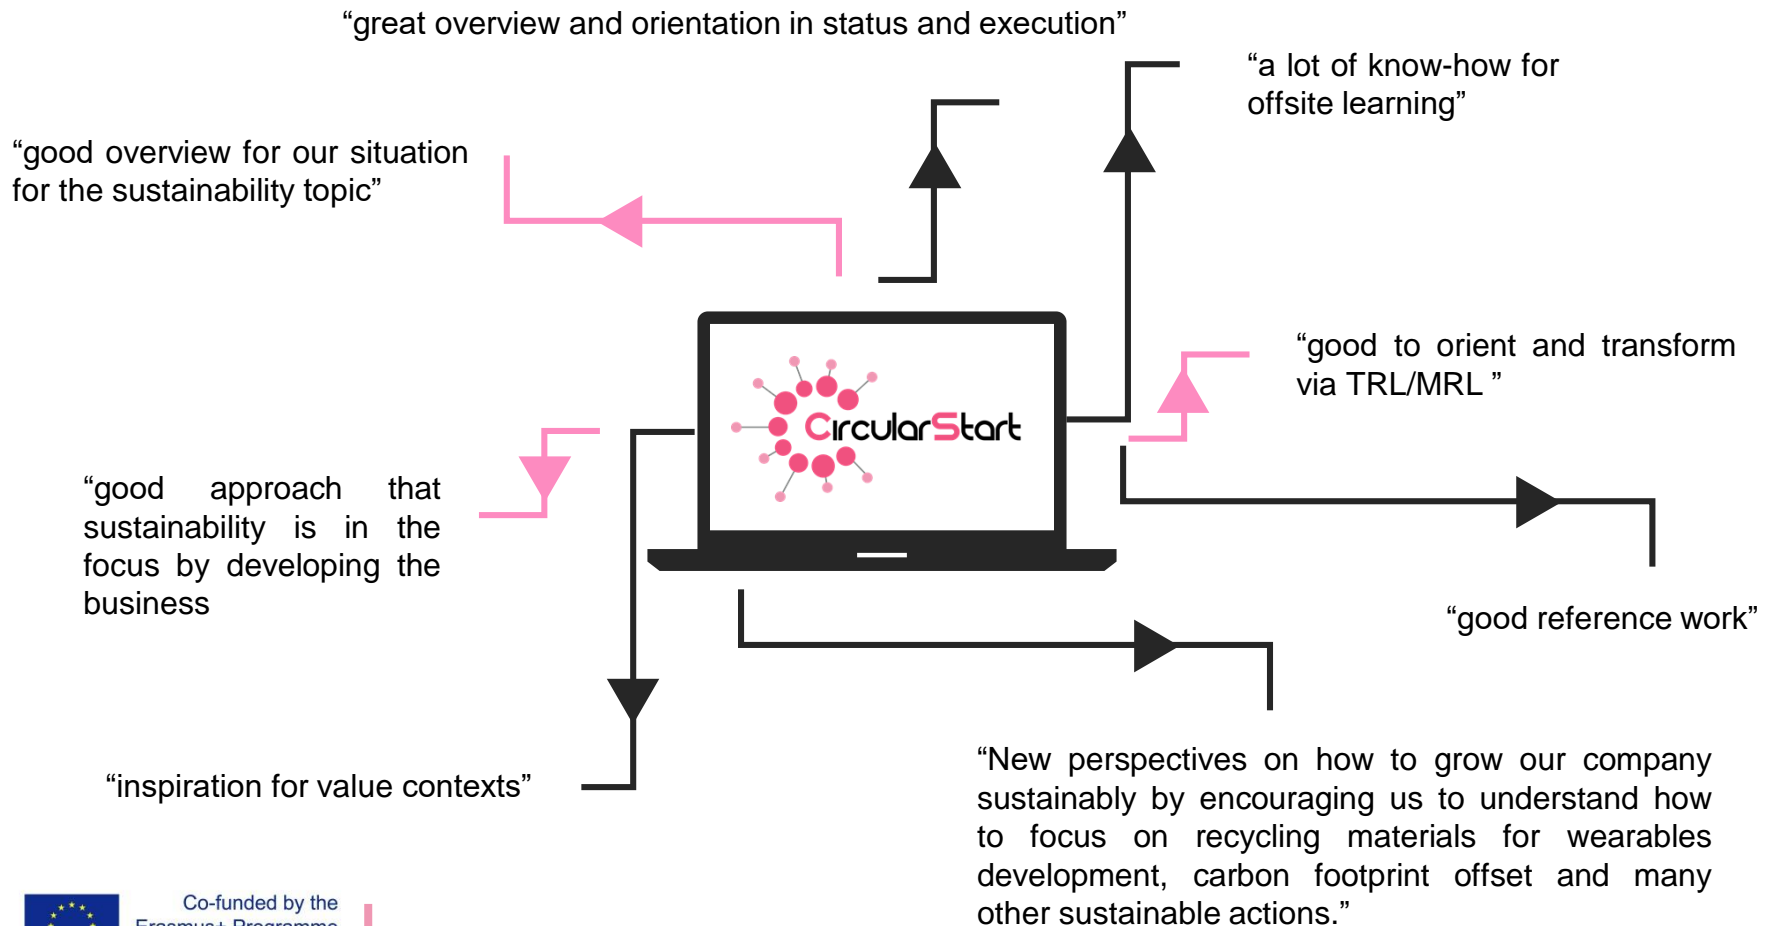 “great overview and orientation in status and execution”
“a lot of know-how for
offsite learning”
“good overview for our situation
for the sustainability topic”
“good to orient and transform
via TRL/MRL ”
CircularStart
“good approach that
sustainability is in the
focus by developing the
business
“good reference work”
“inspiration for value contexts”
“New perspectives on how to grow our company
sustainably by encouraging us to understand how
to focus on recycling materials for wearables
development, carbon footprint offset and many
other sustainable actions.”
Co-funded by the
Erasmus+ Programme